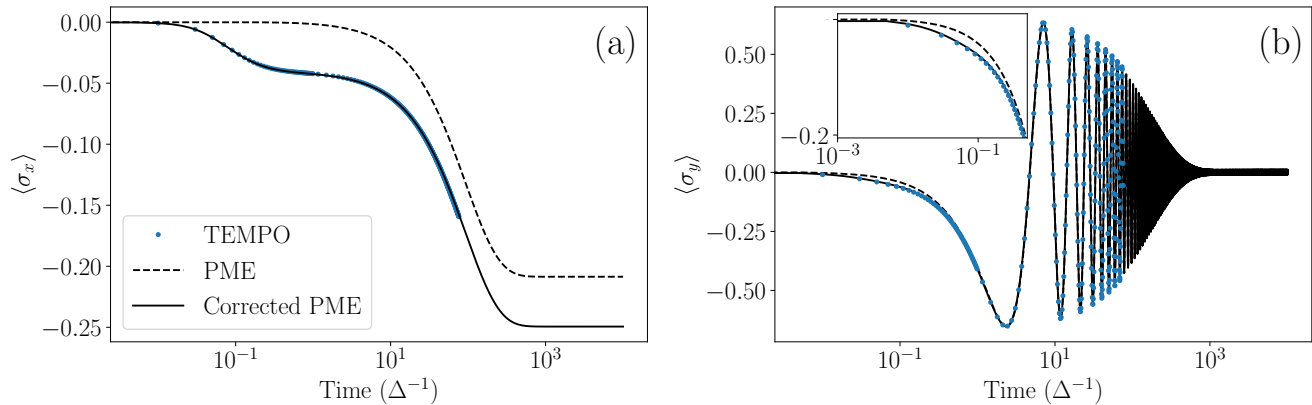 0.00
−0.05
−0.10
−0.15
−0.20
−0.25
⟨σx⟩
(a)
TEMPO
PME
Corrected PME
10⁻¹
10¹
10³
Time (Δ⁻¹)
0.50
0.25
0.00
−0.25
−0.50
⟨σy⟩
(b)
−0.2
10⁻³
10⁻¹
10⁻¹
10¹
10³
Time (Δ⁻¹)